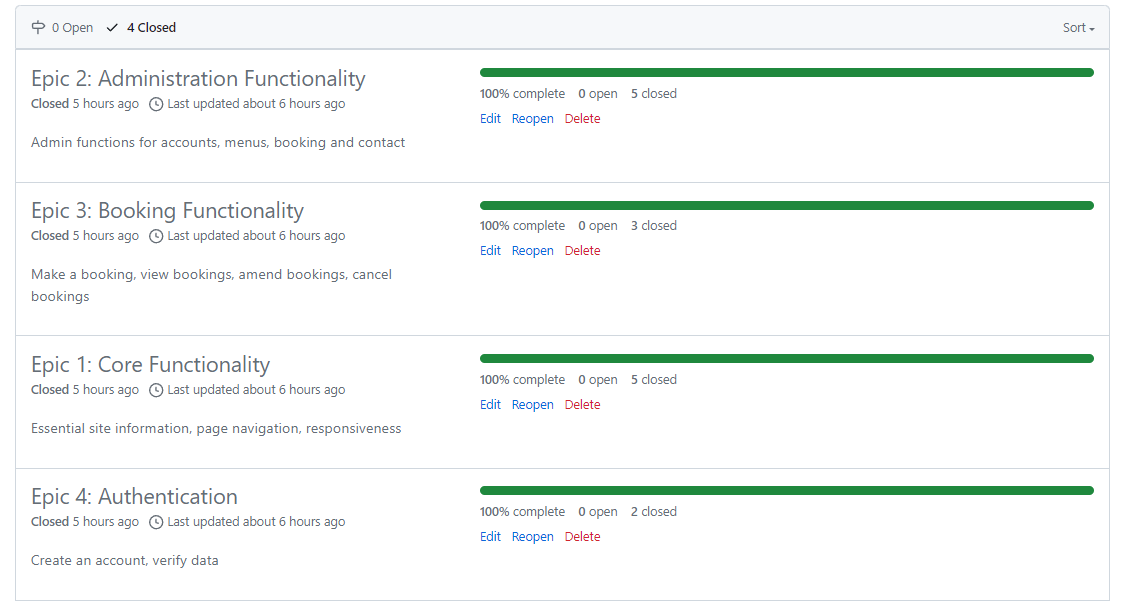 0 Open 4 Closed Sort
Epic 2: Administration Functionality
Closed 5 hours ago Last updated about 6 hours ago
Admin functions for accounts, menus, booking and contact
100% complete 0 open 5 closed
Edit Reopen Delete
Epic 3: Booking Functionality
Closed 5 hours ago Last updated about 6 hours ago
Make a booking, view bookings, amend bookings, cancel
bookings
100% complete 0 open 3 closed
Edit Reopen Delete
Epic 1: Core Functionality
Closed 5 hours ago Last updated about 6 hours ago
Essential site information, page navigation, responsiveness
100% complete 0 open 5 closed
Edit Reopen Delete
Epic 4: Authentication
Closed 5 hours ago Last updated about 6 hours ago
Create an account, verify data
100% complete 0 open 2 closed
Edit Reopen Delete